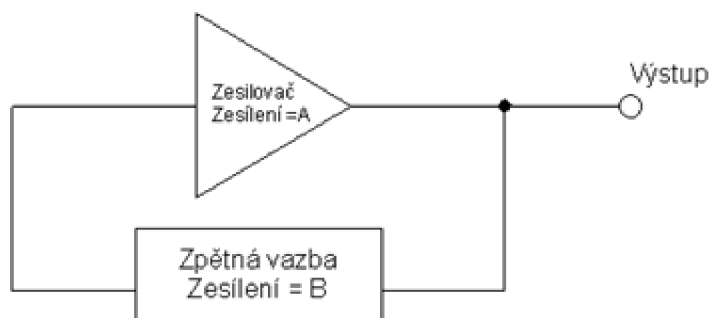 Výstup
Zesilovač
Zesílení =A
Zpětná vazba
Zesílení = B